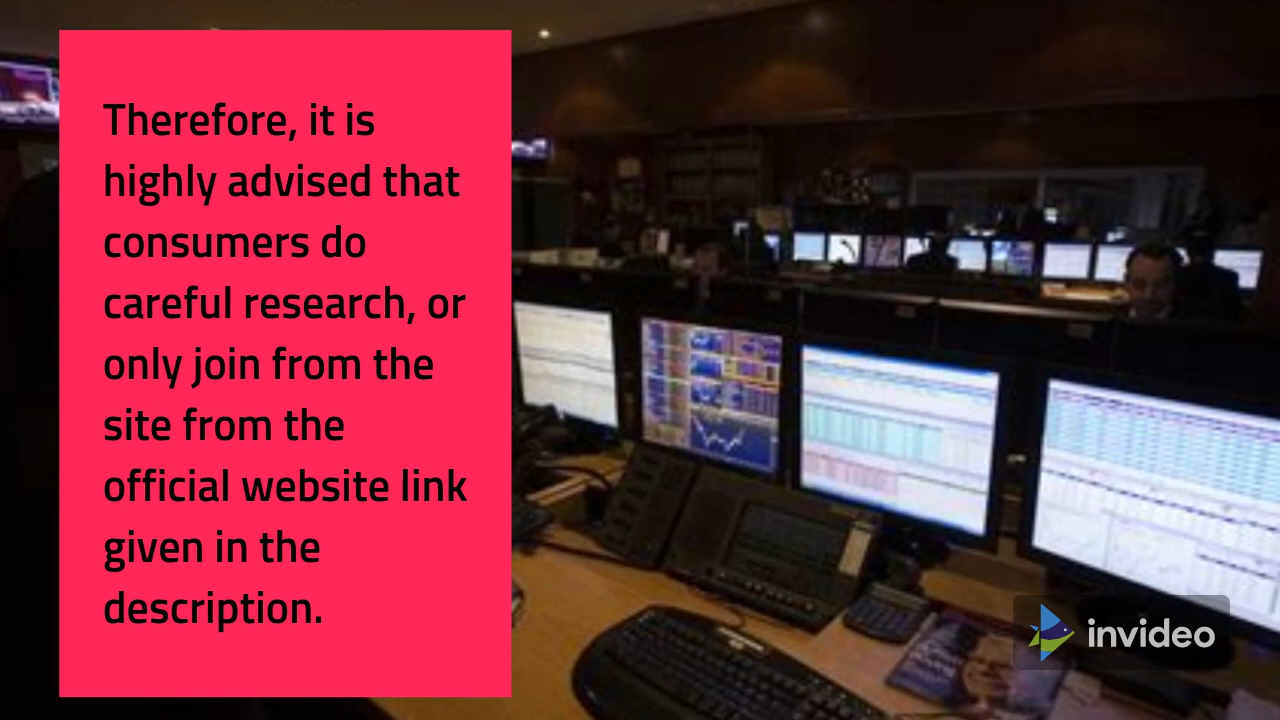 Therefore, it is
highly advised that
consumers do
careful research, or
only join from the
site from the
official website link
given in the
description.
invideo